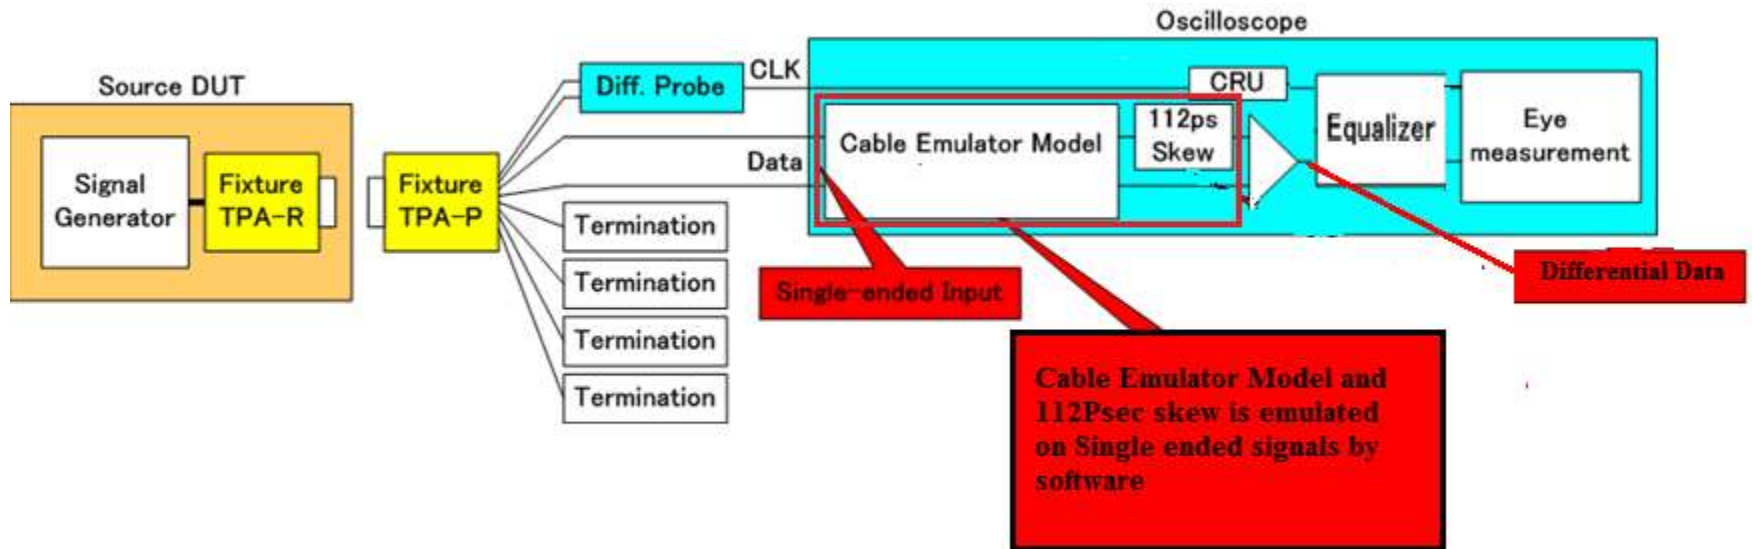 Oscilloscope
Source DUT
Signal
Generator
Fixture
TPA-R
Fixture
TPA-P
Diff. Probe
CLK
Data
Termination
Termination
Termination
Termination
Cable Emulator Model
112ps
Skew
CRU
Equalizer
Eye
measurement
Single-ended Input
Differential Data
Cable Emulator Model and
112Psec skew is emulated
on Single ended signals by
software